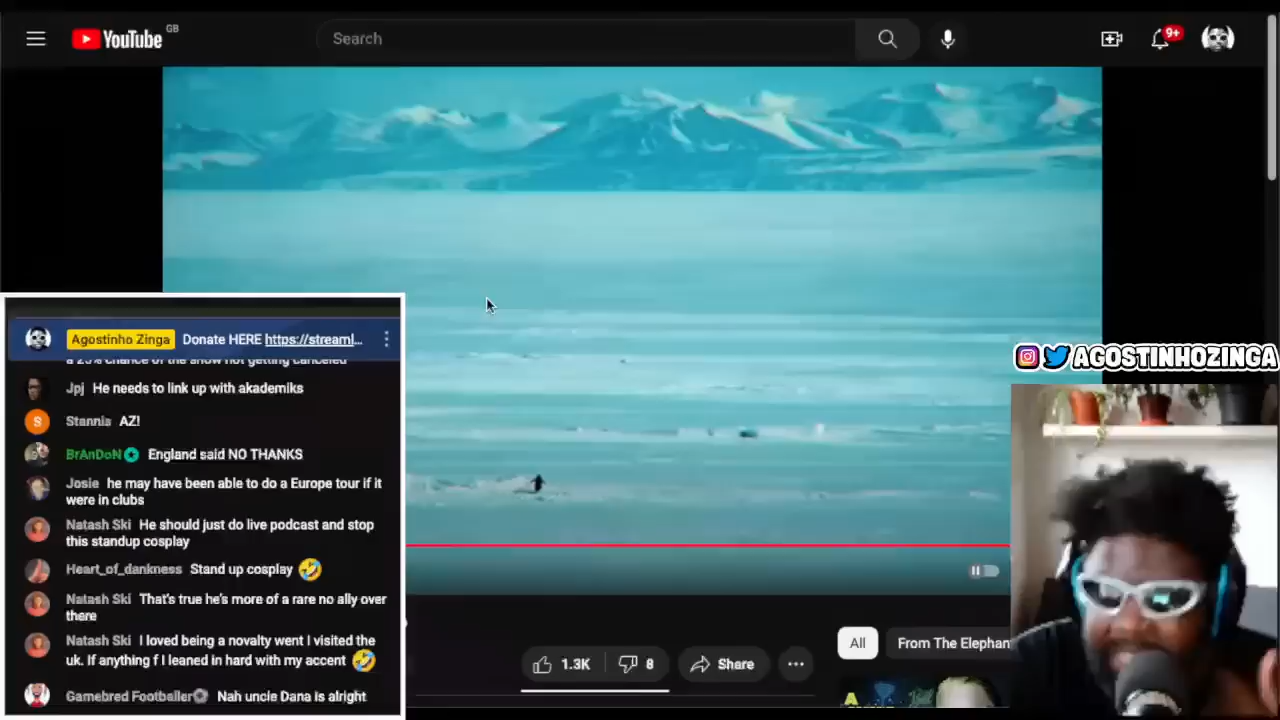 YouTube GB
Search
9+
Agostinho Zinga Donate HERE https://streaml...
a 25% chance of the show not getting canceled
Jpj He needs to link up with akademiks
S Stannia AZ!
BrAnDoN England said NO THANKS
Josie he may have been able to do a Europe tour if it
were in clubs
Natash Ski He should just do live podcast and stop
this standup cosplay
Heart_of_dankness Stand up cosplay 🤣
Natash Ski That's true he's more of a rare no ally over
there
Natash Ski I loved being a novalty went I visited the
uk. If anything f I leaned in hard with my accent 🤣
Gamebred Footballer Nah uncle Dana is alright
AGOSTINHOZINGA
All
From The Elephan
1.3K
8
Share